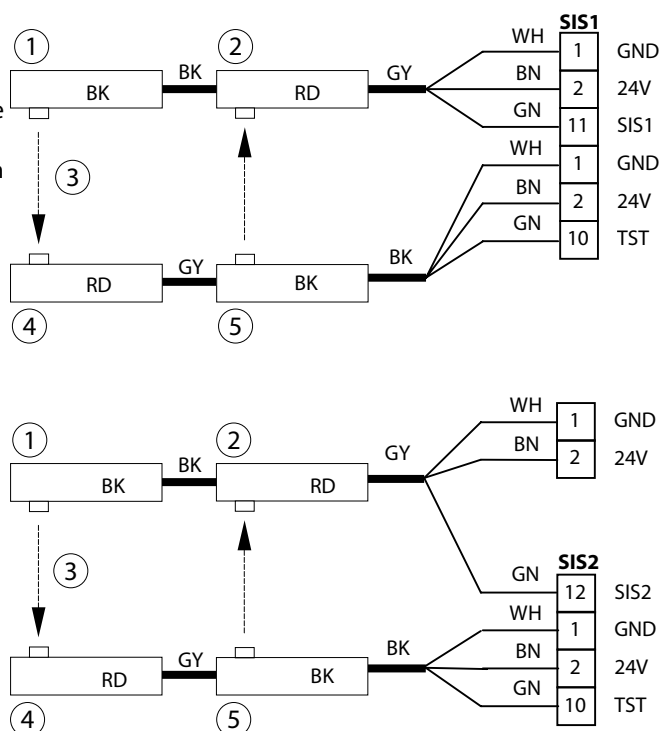 SIS1
WH 1 GND
① ②
BK BK RD GY BN 2 24V
GN 11 SIS1
e
WH 1 GND
n
③
BN 2 24V
GN 10 TST
RD GY BK BK
④ ⑤
WH 1 GND
① ②
BK BK RD GY BN 2 24V
③
SIS2
GN 12 SIS2
WH 1 GND
BN 2 24V
RD GY BK BK
GN 10 TST
④ ⑤